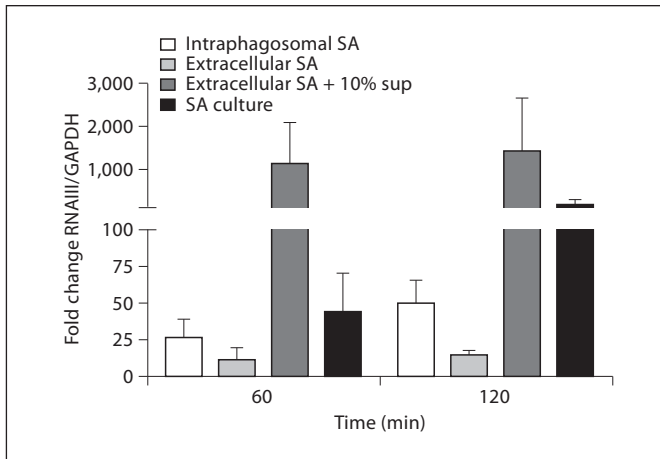 Intraphagosomal SA
Extracellular SA
Extracellular SA + 10% sup
SA culture
3,000
2,000
1,000
100
75
50
25
0
Fold change RNAIII/GAPDH
60
120
Time (min)